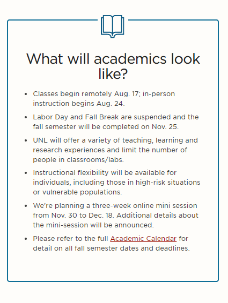 What will academics look
like?
Classes begin remotely Aug. 17; in-person
instruction begins Aug. 24.
Labor Day and Fall Break are suspended and the
fall semester will be completed on Nov. 25.
UNL will offer a variety of teaching, learning and
research experiences and limit the number of
people in classrooms/labs.
Instructional flexibility will be available for
individuals, including those in high-risk situations
or vulnerable populations.
We're planning a three-week online mini session
from Nov. 30 to Dec. 18. Additional details about
the mini-session will be announced.
Please refer to the full Academic Calendar for
detail on all fall semester dates and deadlines.